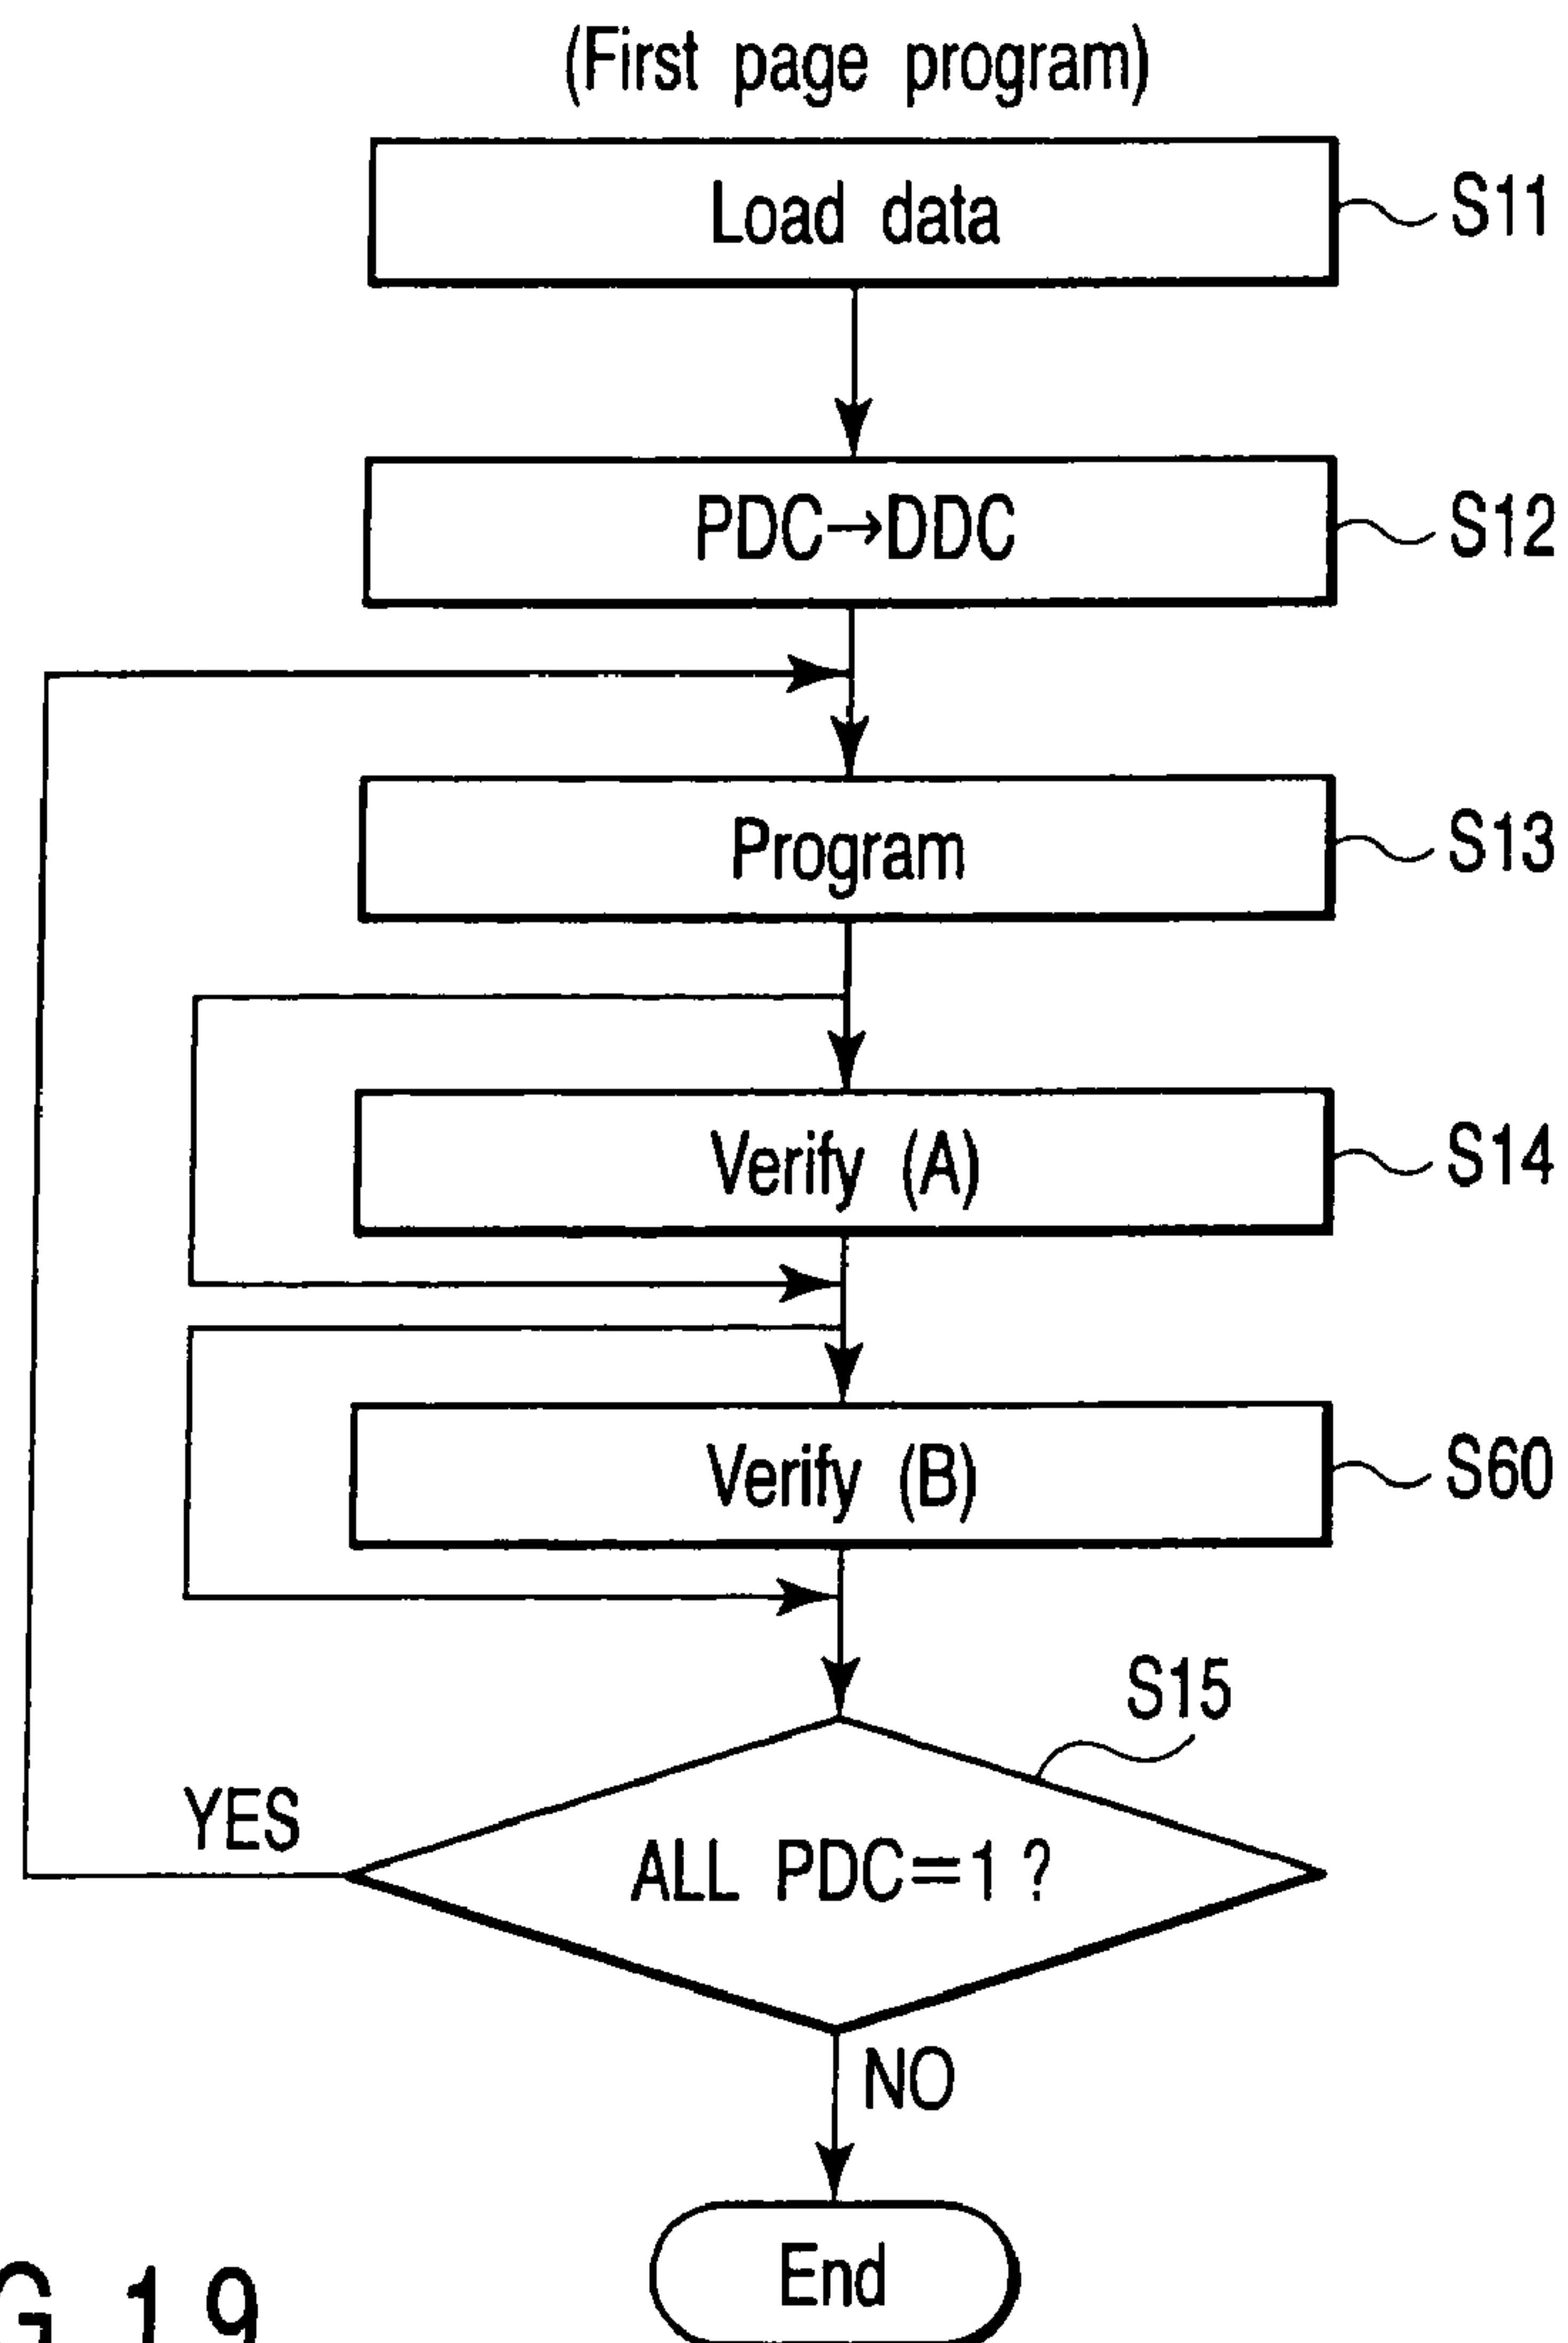 (First page program)
Load data
S11
PDC→DDC
S12
Program
S13
Verify (A)
S14
Verify (B)
S60
S15
ALL PDC=1 ?
YES
NO
End
G 19